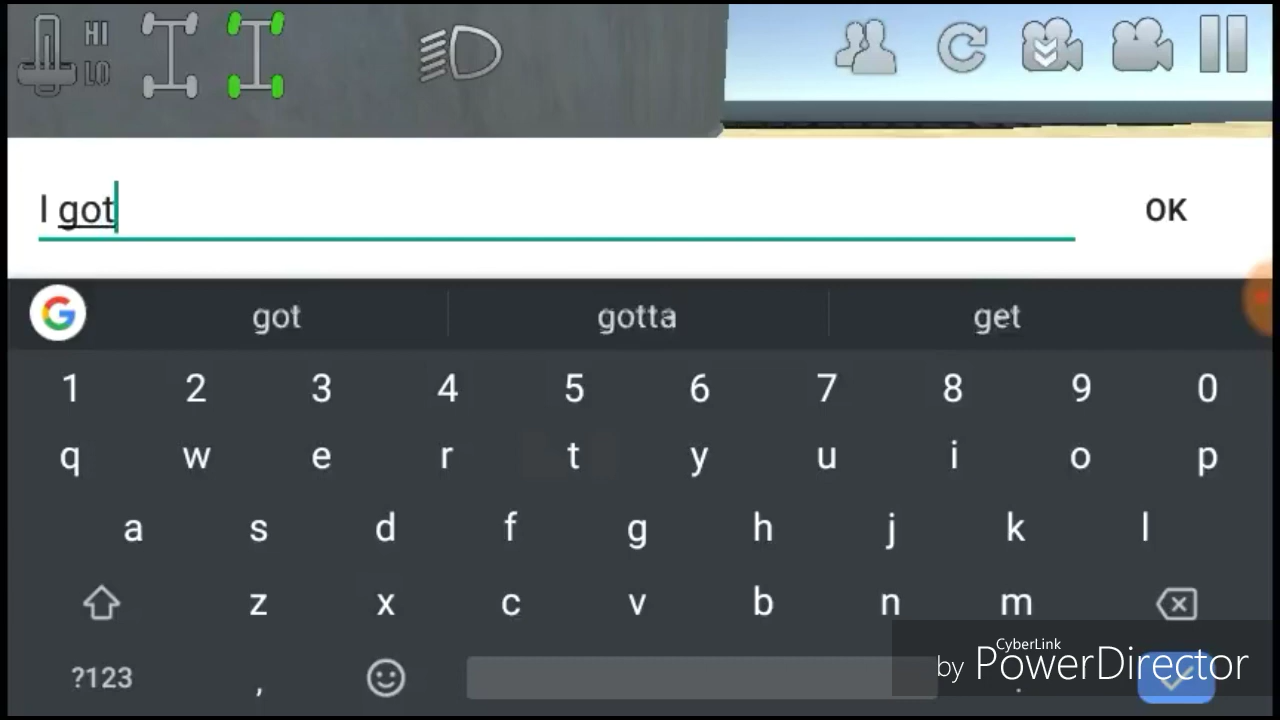 HI
LO
I got
OK
got gotta get
1 2 3 4 5 6 7 8 9 0
q w e r t y u i o p
a s d f g h j k l
z x c v b n m
?123 , .
CyberLink
by PowerDirector